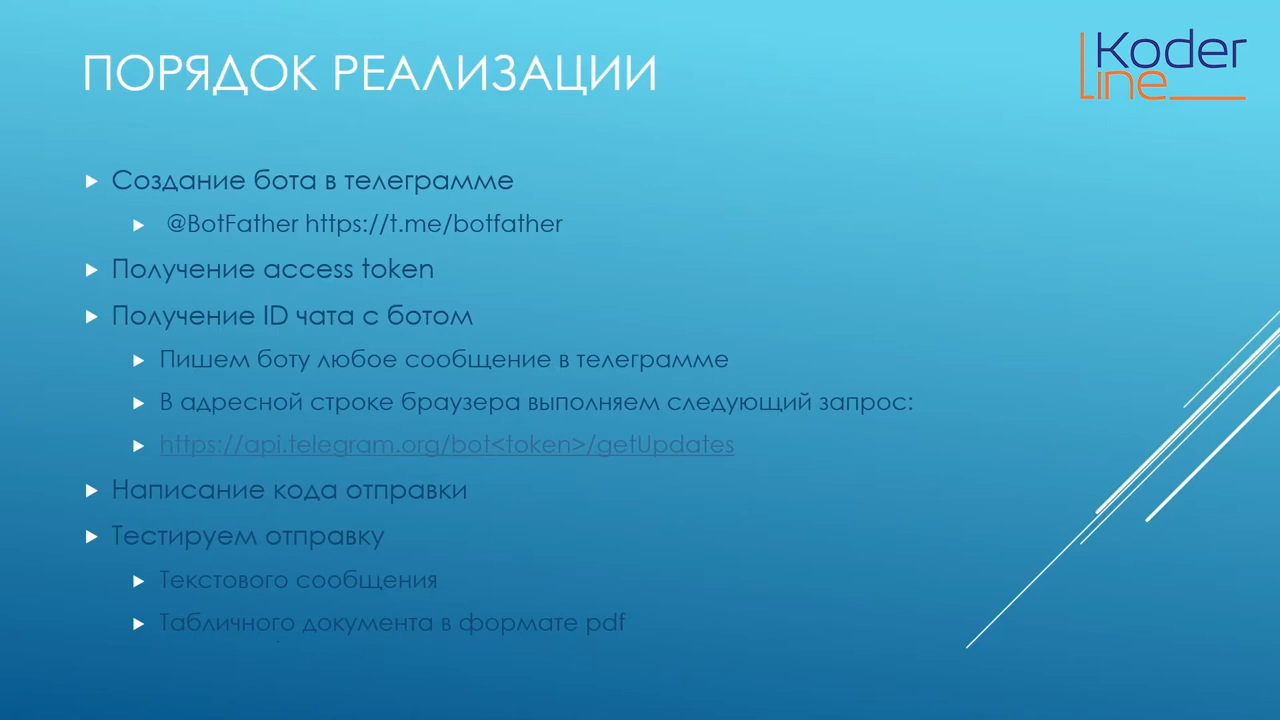 ПОРЯДОК РЕАЛИЗАЦИИ
Koder
Line
Создание бота в телеграмме
@BotFather https://t.me/botfather
Получение access token
Получение ID чата с ботом
Пишем боту любое сообщение в телеграмме
В адресной строке браузера выполняем следующий запрос:
https://api.telegram.org/bot<token>/getUpdates
Написание кода отправки
Тестируем отправку
Текстового сообщения
Табличного документа в формате pdf